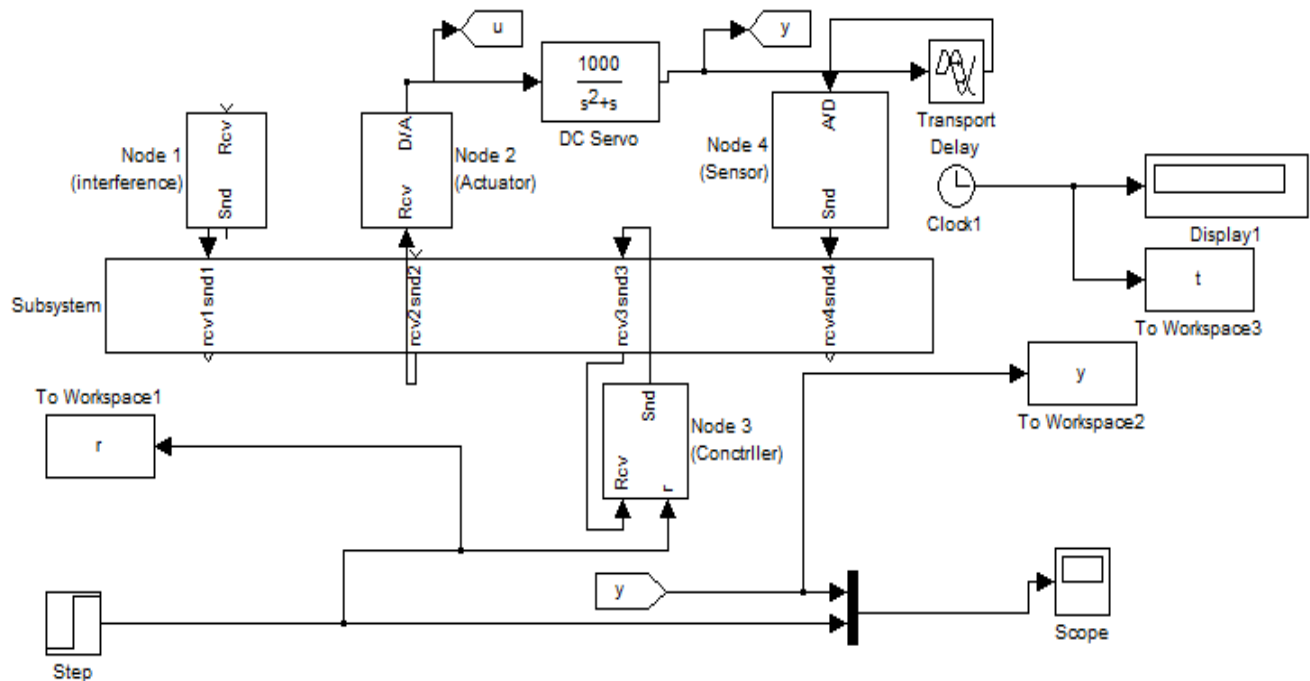 u
y
1000
s2+s
DC Servo
Rcv
Snd
Node 1
(interference)
D/A
Rcv
Node 2
(Actuator)
A/D
Snd
Node 4
(Sensor)
Transport
Delay
Clock1
Display1
t
To Workspace3
Subsystem
rcv1snd1
rcv2snd2
rcv3snd3
rcv4snd4
y
To Workspace2
To Workspace1
r
Snd
Rcv
r
Node 3
(Conctrller)
y
Step
Scope